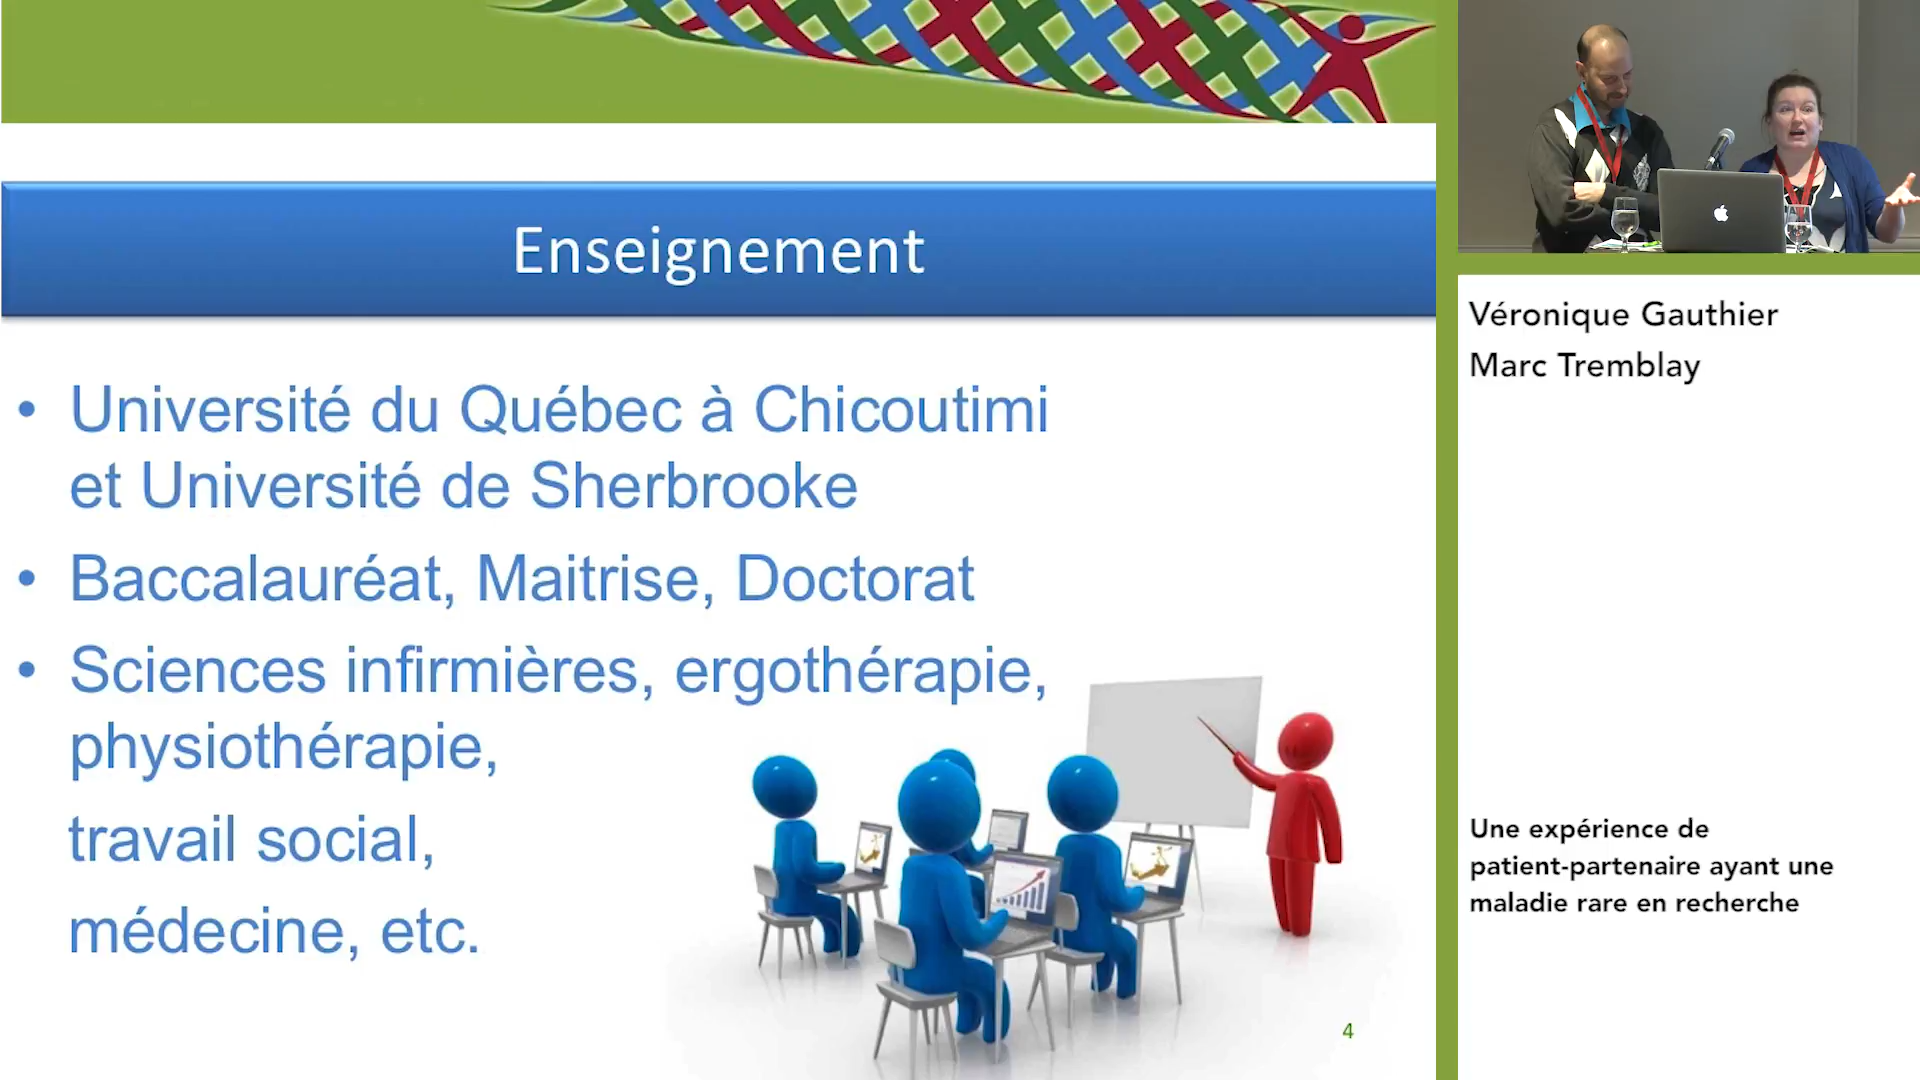 Enseignement
• Université du Québec à Chicoutimi
et Université de Sherbrooke
• Baccalauréat, Maitrise, Doctorat
• Sciences infirmières, ergothérapie,
physiothérapie,
travail social,
médecine, etc.
4
Véronique Gauthier
Marc Tremblay
Une expérience de
patient-partenaire ayant une
maladie rare en recherche